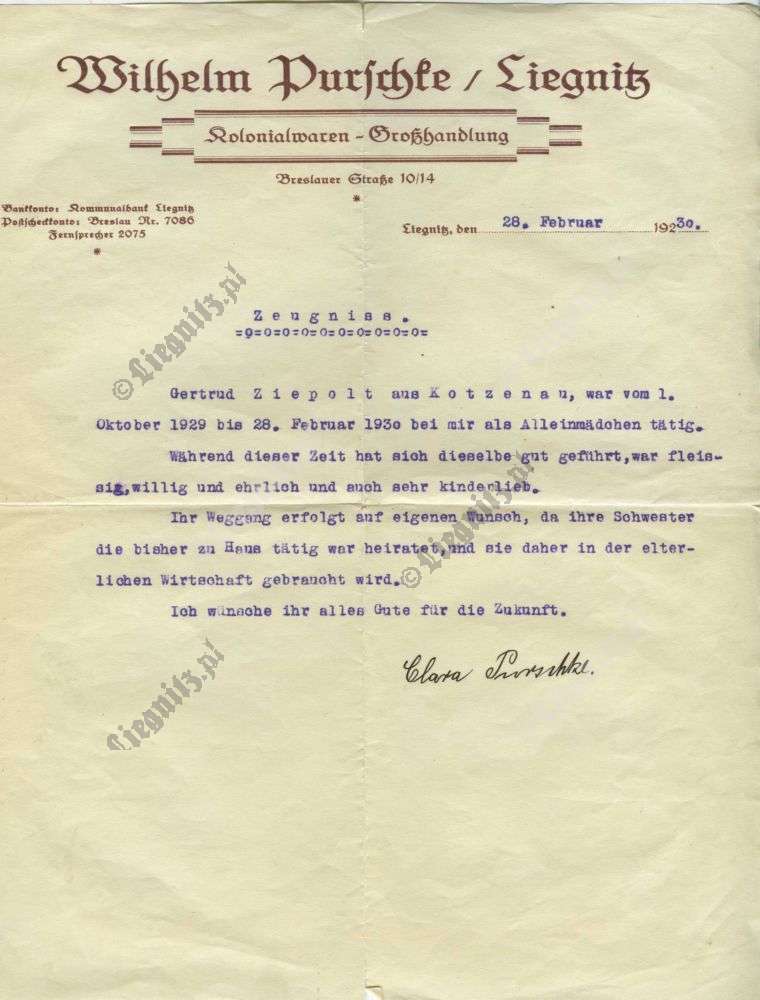 Wilhelm Purschke / Liegnitz
Kolonialwaren - Großhandlung
Breslauer Straße 10/14
*
Bankkonto: Kommunalbank Liegnitz
Postscheckkonto: Breslau Nr. 7086
Fernsprecher 2075
*
Liegnitz, den 28. Februar 19230.
Zeugniss.
=9=0=0=0=0=0=0=0=0=0=
Gertrud Ziepolt aus Kotzenau, war vom 1.
Oktober 1929 bis 28. Februar 1930 bei mir als Alleinmädchen tätig.
Während dieser Zeit hat sich dieselbe gut geführt,war fleis-
sig,willig und ehrlich und auch sehr kinderlieb.
Ihr Weggang erfolgt auf eigenen Wunsch, da ihre Schwester
die bisher zu Haus tätig war heiratet,und sie daher in der elter-
lichen Wirtschaft gebraucht wird.
Ich wünsche ihr alles Gute für die Zukunft.
Clara Purschke.
© Liegnitz.pl
© Liegnitz.pl
Liegnitz.pl